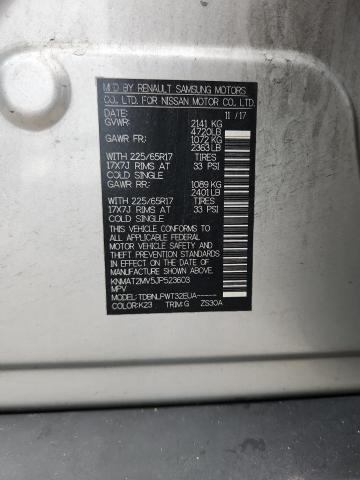 MFD BY RENAULT SAMSUNG MOTORS
CO., LTD. FOR NISSAN MOTOR CO., LTD.
DATE: 11 / 17
GVWR: 2141 KG
4720LB
GAWR FR: 1072 KG
2363LB
WITH 225/65R17 TIRES
17X7J RIMS AT 33 PSI
COLD SINGLE
GAWR RR: 1089 KG
2401LB
WITH 225/65R17 TIRES
17X7J RIMS AT 33 PSI
COLD SINGLE
THIS VEHICLE CONFORMS TO ALL
APPLICABLE FEDERAL MOTOR
VEHICLE SAFETY, BUMPER, AND
THEFT PREVENTION STANDARDS
IN EFFECT ON THE DATE OF
MANUFACTURE SHOWN ABOVE.
KNMAT2MV5JP523603
MPV
MODEL: TDBNLPWT32EUA------
COLOR: K23 TRIM: G ZS30A